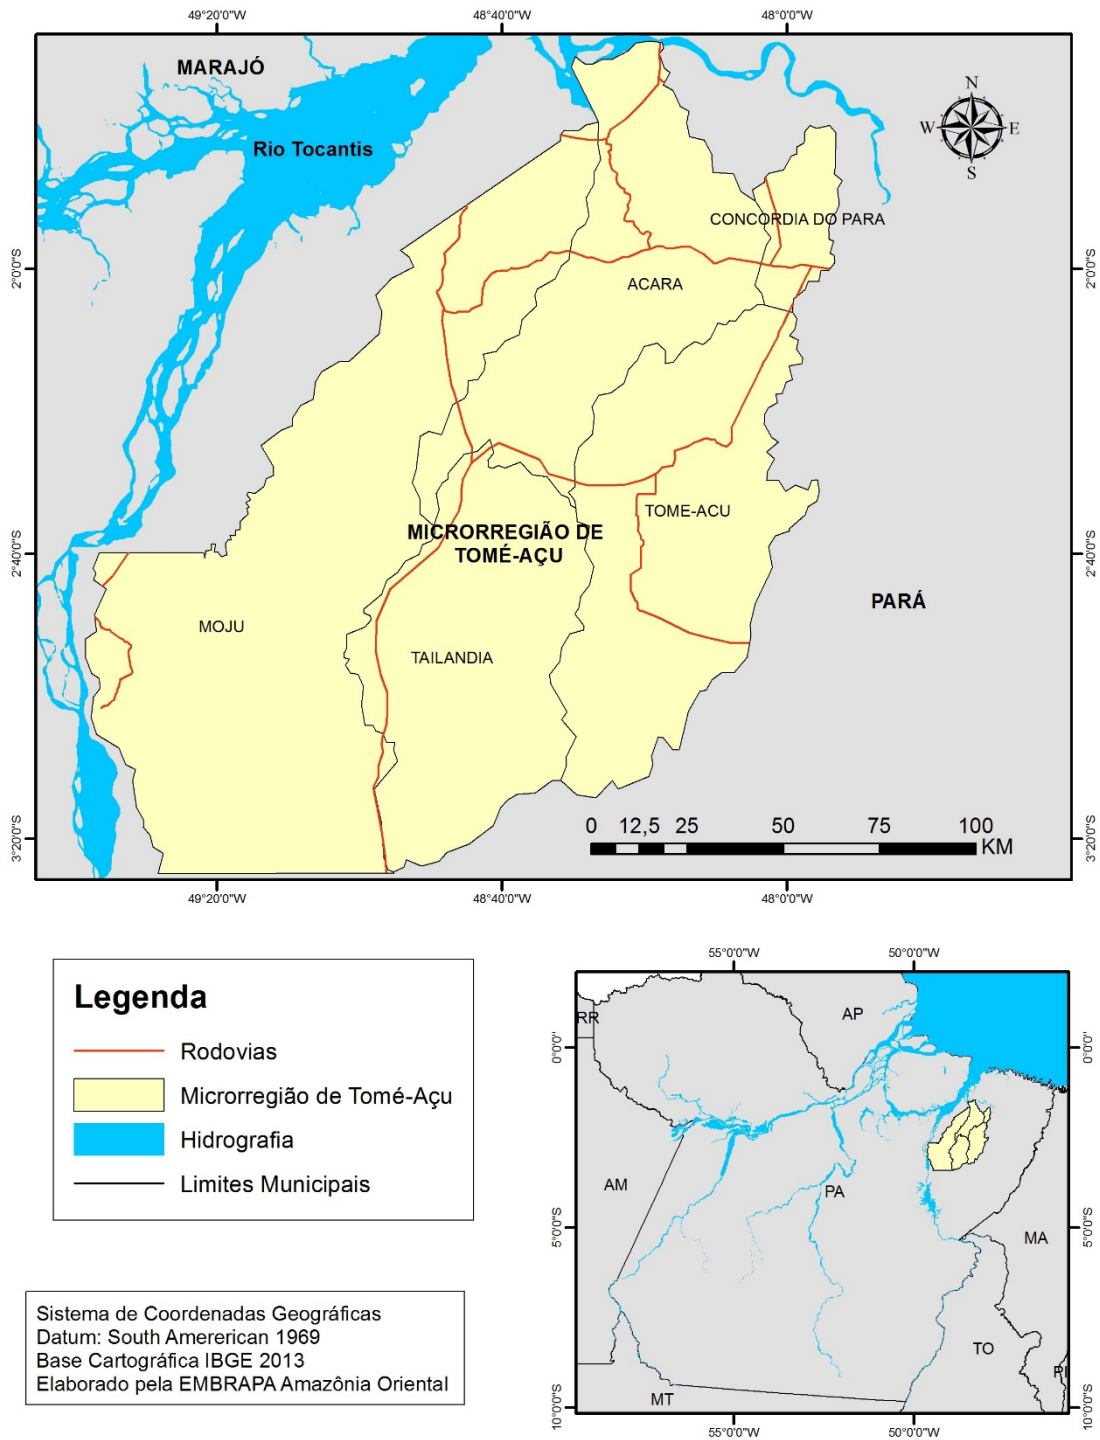 49°20'0"W
48°40'0"W
48°0'0"W
MARAJÓ
N
W
E
S
Rio Tocantis
CONCORDIA DO PARA
2°0'0"S
2°0'0"S
ACARA
TOME-ACU
MICRORREGIÃO DE
TOMÉ-AÇU
2°40'0"S
2°40'0"S
PARÁ
MOJU
TAILANDIA
0
12,5
25
50
75
100
KM
3°20'0"S
3°20'0"S
49°20'0"W
48°40'0"W
48°0'0"W
Legenda
Rodovias
Microrregião de Tomé-Açu
Hidrografia
Limites Municipais
55°0'0"W
50°0'0"W
RR
AP
0°0'0"
0°0'0"
AM
PA
5°0'0"S
5°0'0"S
MA
TO
PI
MT
10°0'0"S
10°0'0"S
55°0'0"W
50°0'0"W
Sistema de Coordenadas Geográficas
Datum: South Amererican 1969
Base Cartográfica IBGE 2013
Elaborado pela EMBRAPA Amazônia Oriental